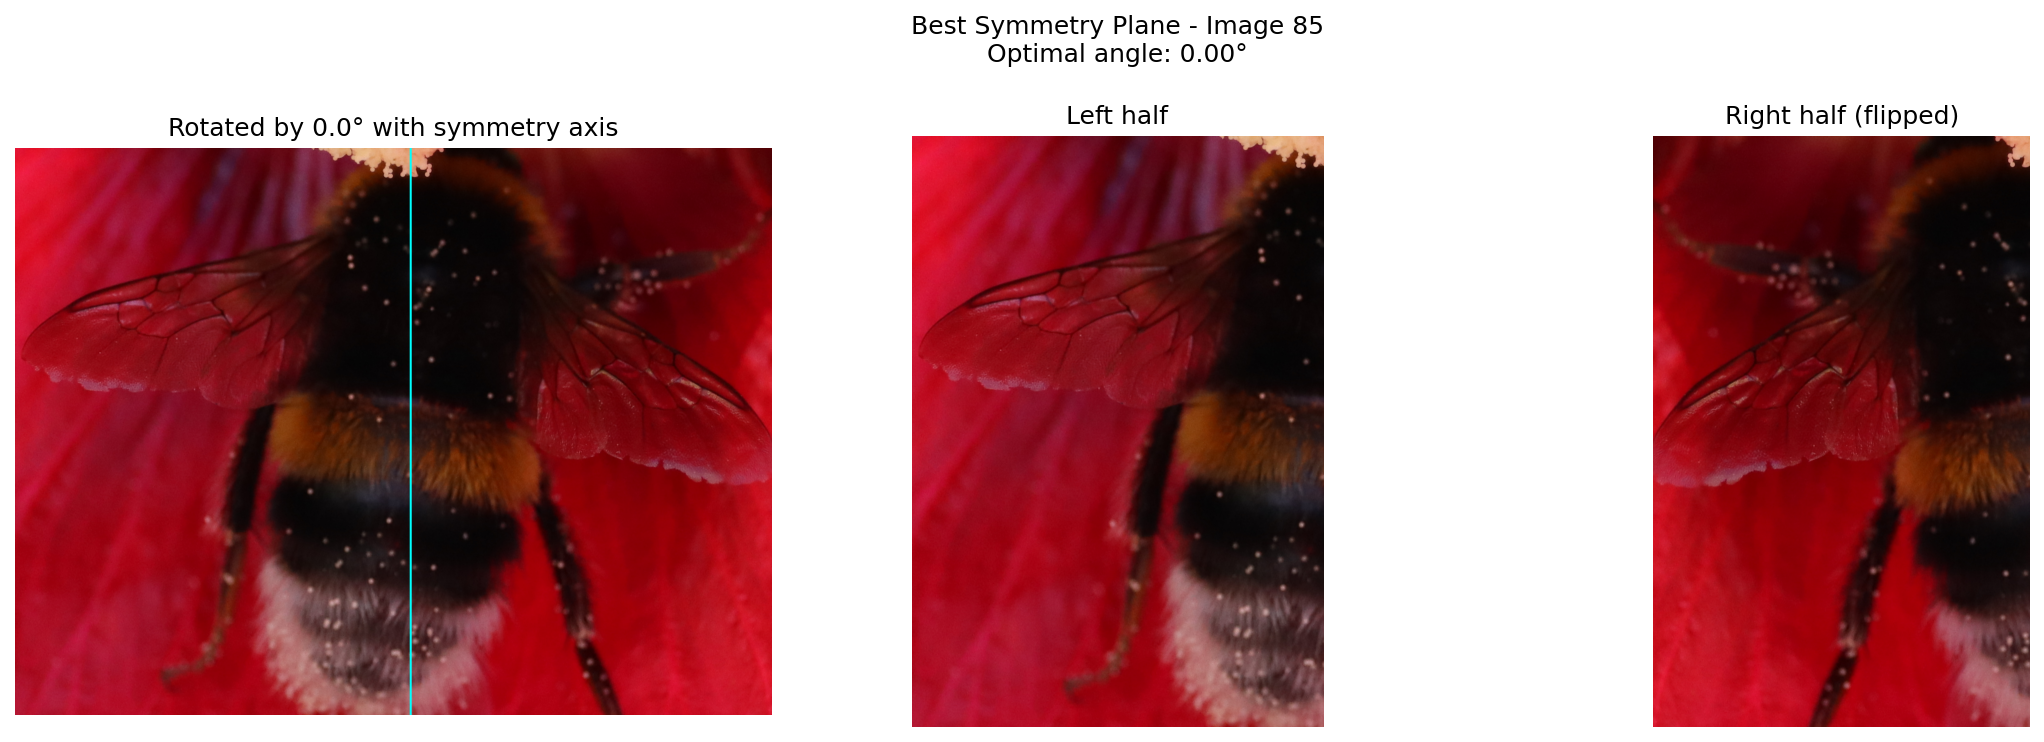 Best Symmetry Plane - Image 85
Optimal angle: 0.00°
Rotated by 0.0° with symmetry axis
Left half
Right half (flipped)